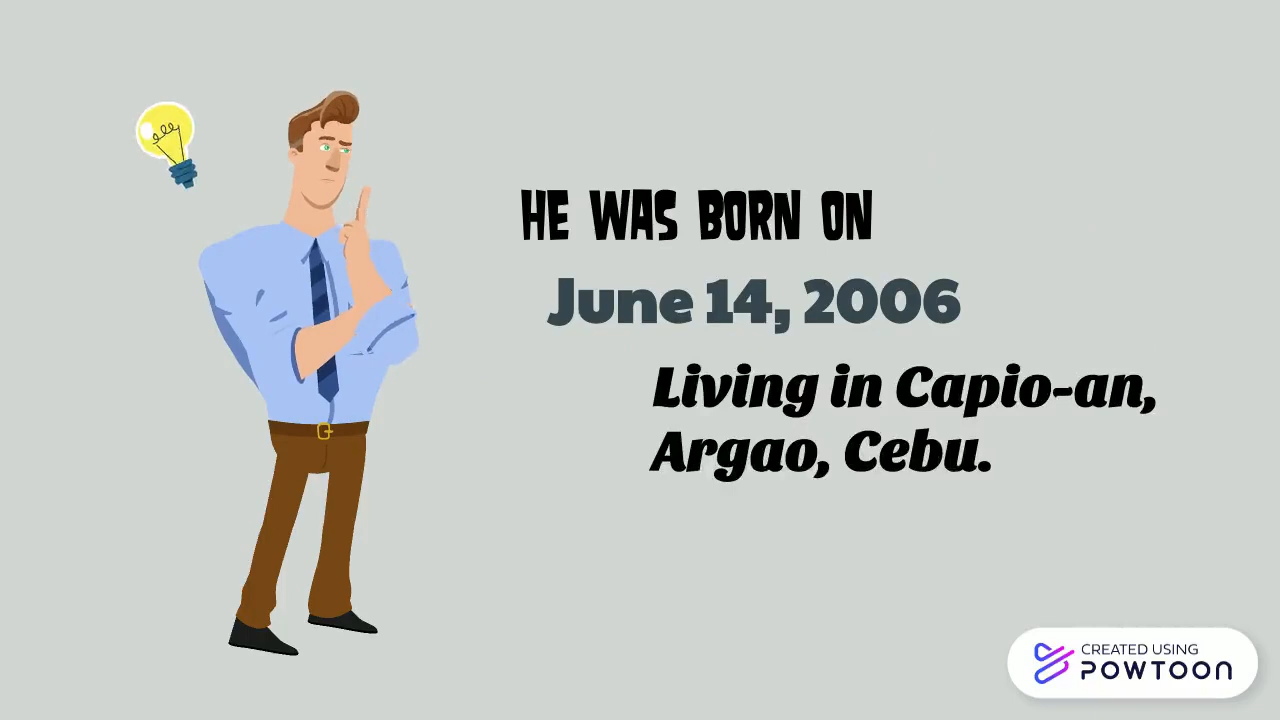 HE WAS BORN ON
June 14, 2006
Living in Capio-an,
Argao, Cebu.
CREATED USING
POWTOON